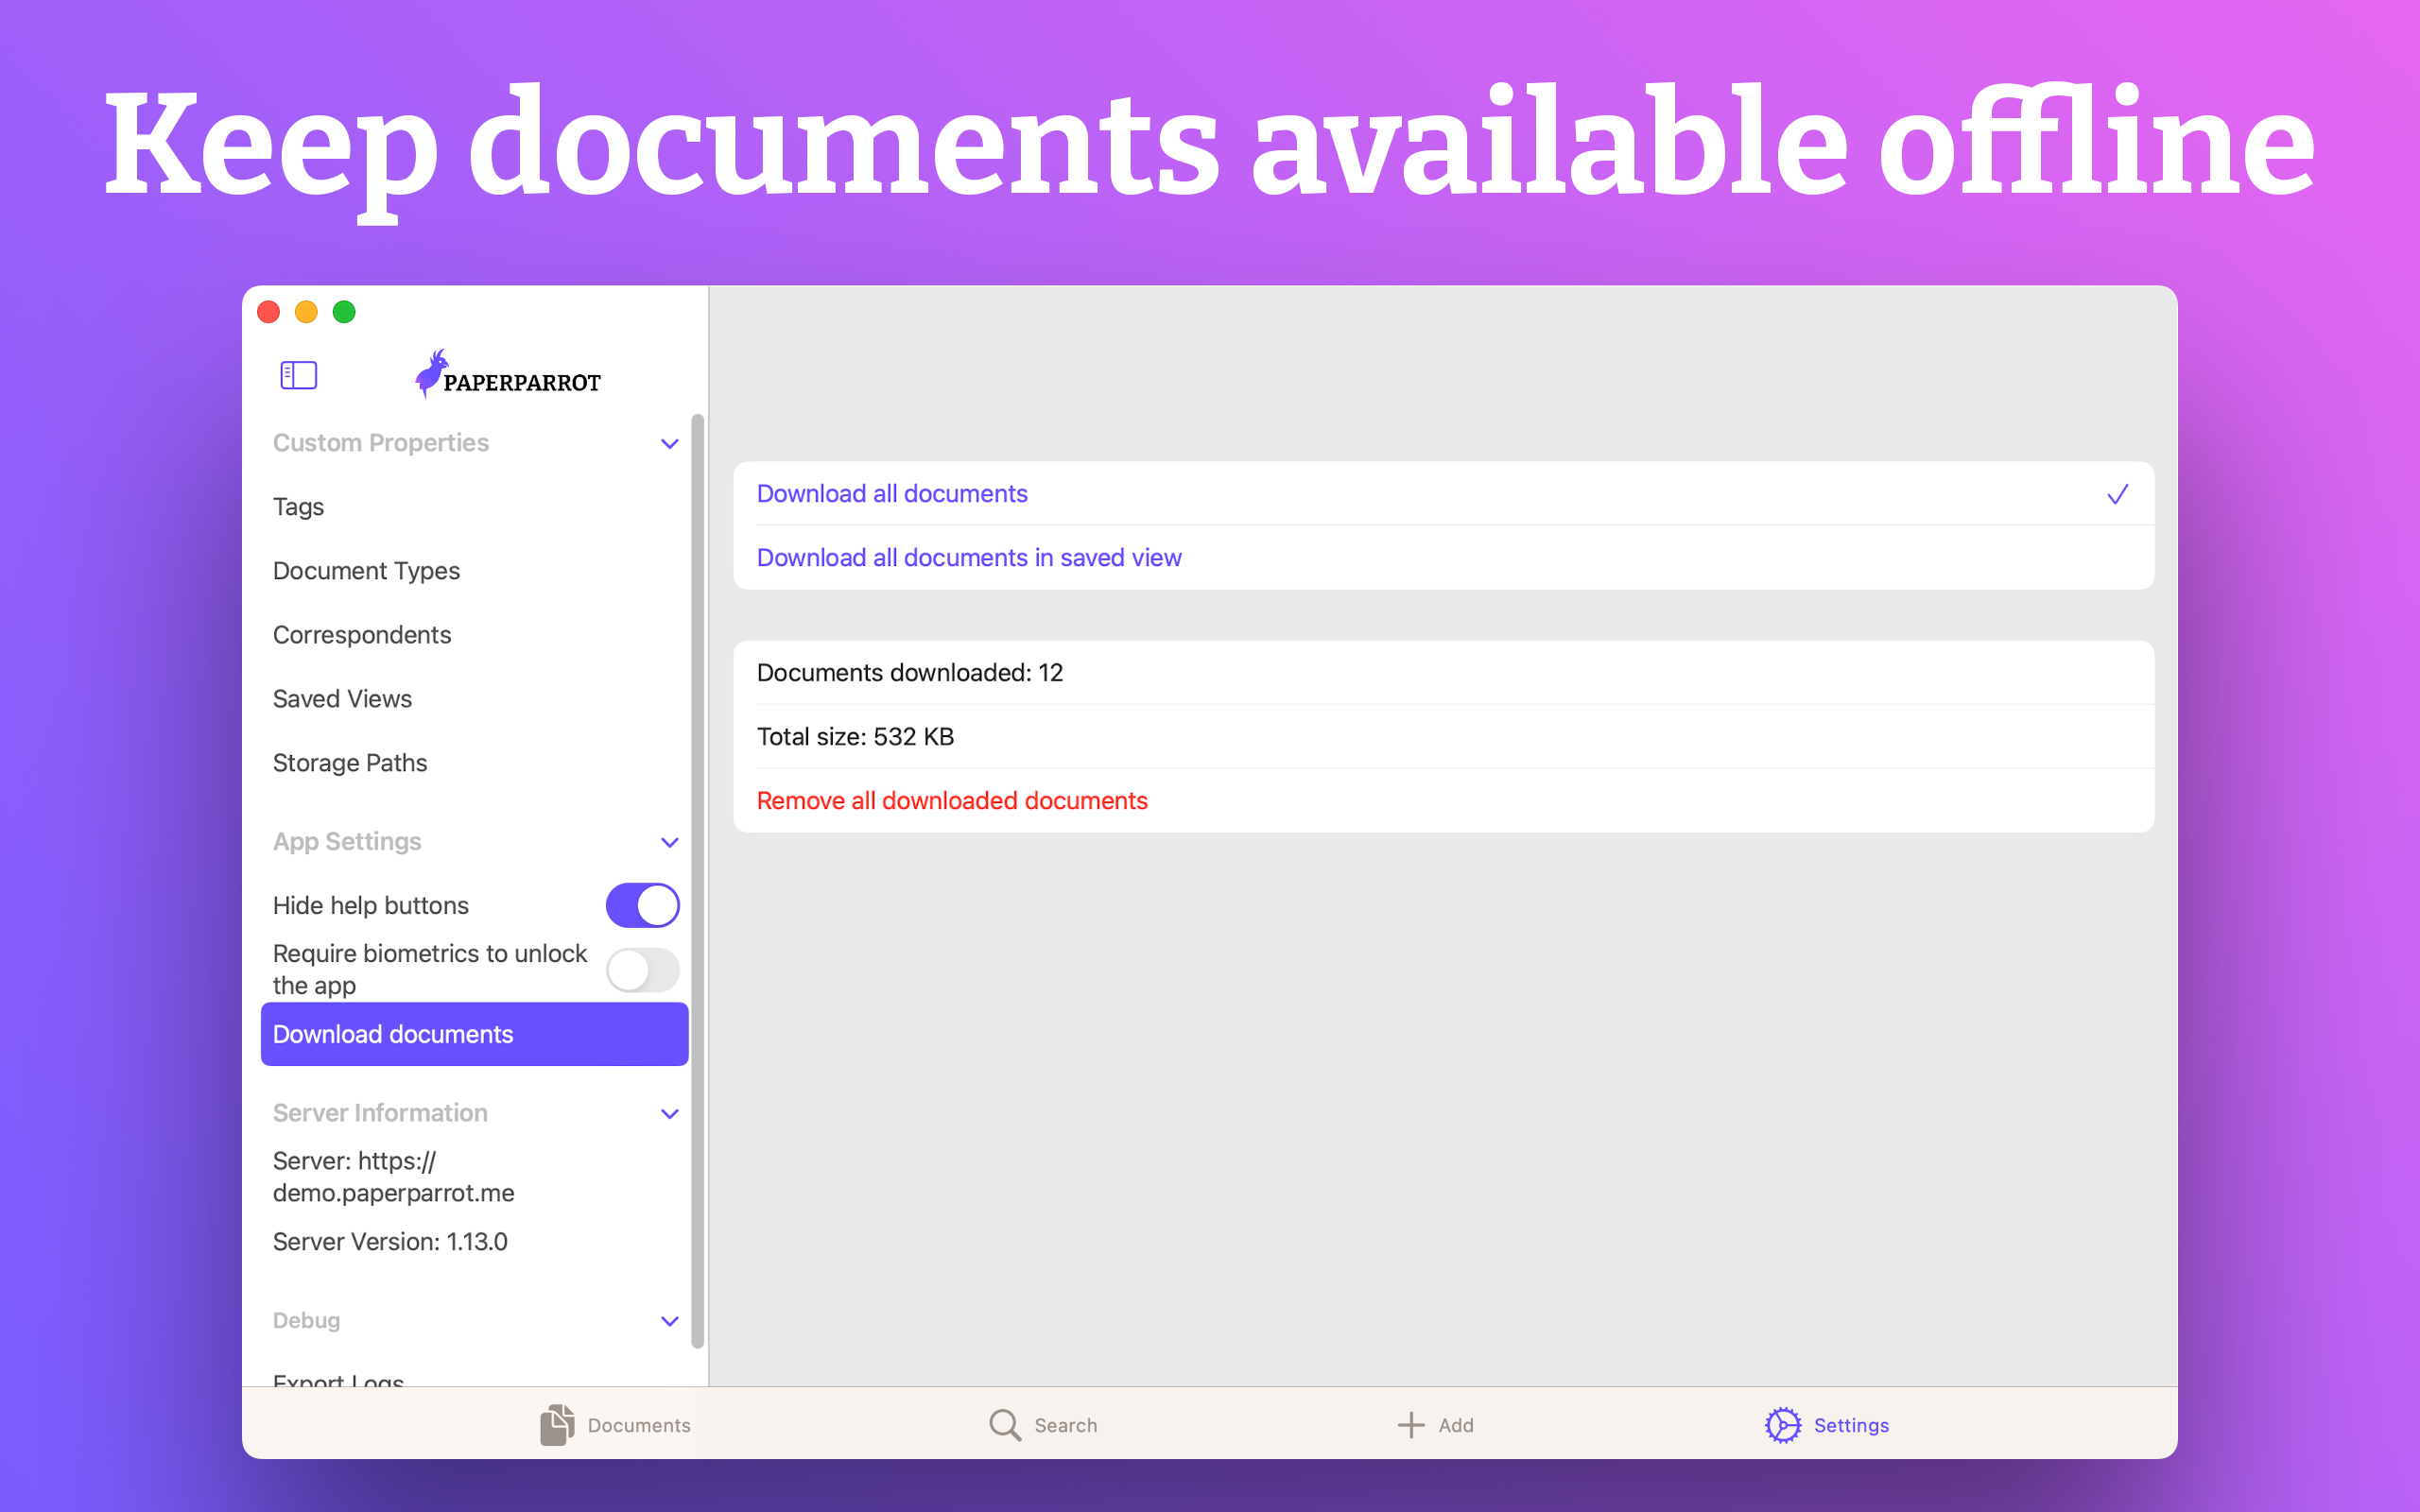 Keep documents available offline
PAPERPARROT
Custom Properties
Tags
Document Types
Correspondents
Saved Views
Storage Paths
App Settings
Hide help buttons
Require biometrics to unlock
the app
Download documents
Server Information
Server: https://
demo.paperparrot.me
Server Version: 1.13.0
Debug
Export Logs
Download all documents
Download all documents in saved view
Documents downloaded: 12
Total size: 532 KB
Remove all downloaded documents
Documents
Search
Add
Settings